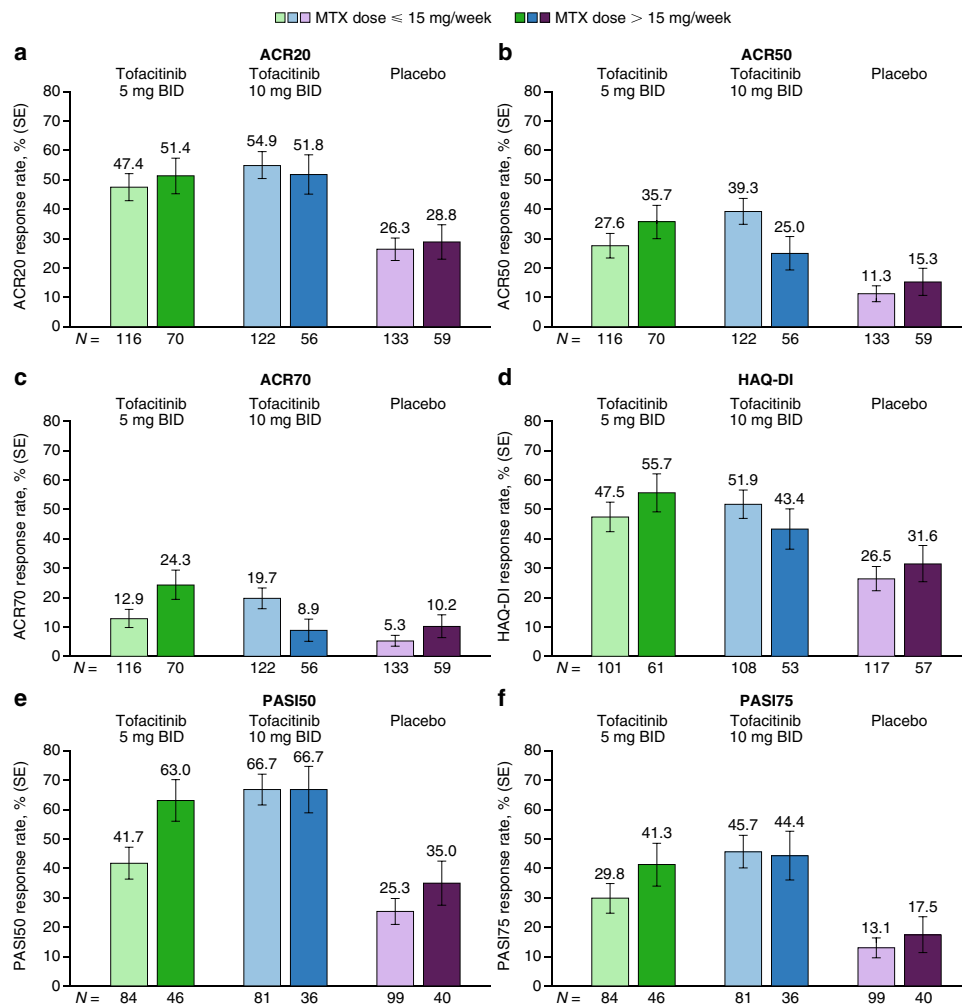 MTX dose ≤ 15 mg/week MTX dose > 15 mg/week
a ACR20
Tofacitinib 5 mg BID Tofacitinib 10 mg BID Placebo
ACR20 response rate, % (SE)
80
70
60
50
40
30
20
10
0
47.4 51.4 54.9 51.8 26.3 28.8
N = 116 70 122 56 133 59
b ACR50
Tofacitinib 5 mg BID Tofacitinib 10 mg BID Placebo
ACR50 response rate, % (SE)
80
70
60
50
40
30
20
10
0
27.6 35.7 39.3 25.0 11.3 15.3
N = 116 70 122 56 133 59
c ACR70
Tofacitinib 5 mg BID Tofacitinib 10 mg BID Placebo
ACR70 response rate, % (SE)
80
70
60
50
40
30
20
10
0
12.9 24.3 19.7 8.9 5.3 10.2
N = 116 70 122 56 133 59
d HAQ-DI
Tofacitinib 5 mg BID Tofacitinib 10 mg BID Placebo
HAQ-DI response rate, % (SE)
80
70
60
50
40
30
20
10
0
47.5 55.7 51.9 43.4 26.5 31.6
N = 101 61 108 53 117 57
e PASI50
Tofacitinib 5 mg BID Tofacitinib 10 mg BID Placebo
PASI50 response rate, % (SE)
80
70
60
50
40
30
20
10
0
41.7 63.0 66.7 66.7 25.3 35.0
N = 84 46 81 36 99 40
f PASI75
Tofacitinib 5 mg BID Tofacitinib 10 mg BID Placebo
PASI75 response rate, % (SE)
80
70
60
50
40
30
20
10
0
29.8 41.3 45.7 44.4 13.1 17.5
N = 84 46 81 36 99 40